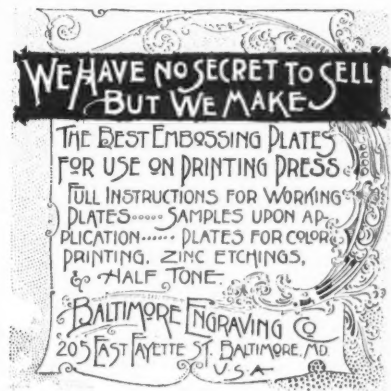 WE HAVE NO SECRET TO SELL
BUT WE MAKE
THE BEST EMBOSSING PLATES
FOR USE ON PRINTING PRESS
FULL INSTRUCTIONS FOR WORKING
PLATES..... SAMPLES UPON AP-
PLICATION..... PLATES FOR COLOR
PRINTING, ZINC ETCHINGS,
& HALF TONE.
BALTIMORE ENGRAVING CO
205 EAST FAYETTE ST. BALTIMORE, MD.
U.S.A